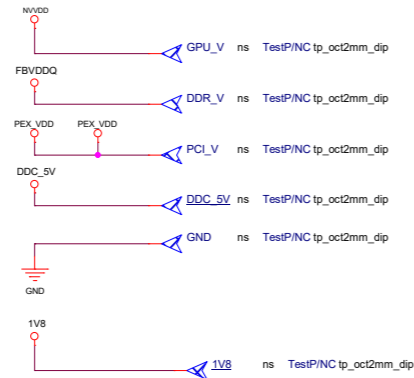 NVVDD
GPU_V ns TestP/NC tp_oct2mm_dip
FBVDDQ
DDR_V ns TestP/NC tp_oct2mm_dip
PEX_VDD PEX_VDD
PCI_V ns TestP/NC tp_oct2mm_dip
DDC_5V
DDC_5V ns TestP/NC tp_oct2mm_dip
GND ns TestP/NC tp_oct2mm_dip
GND
1V8
1V8 ns TestP/NC tp_oct2mm_dip